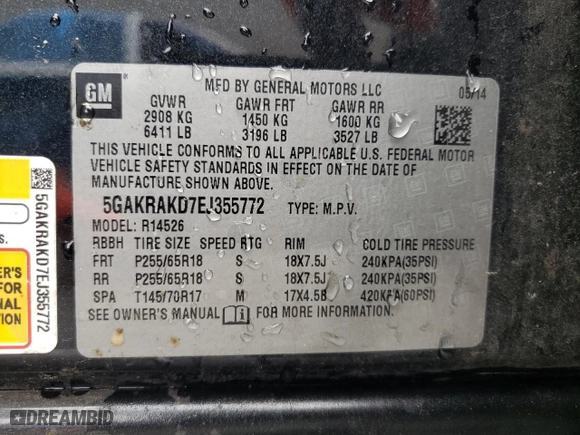 GM
MFD BY GENERAL MOTORS LLC 05/14
GVWR GAWR FRT GAWR RR
2908 KG 1450 KG 1600 KG
6411 LB 3196 LB 3527 LB
THIS VEHICLE CONFORMS TO ALL APPLICABLE U.S. FEDERAL MOTOR
VEHICLE SAFETY STANDARDS IN EFFECT ON THE DATE OF
MANUFACTURE SHOWN ABOVE.
5GAKRAKD7EJ355772 TYPE: M.P.V.
MODEL: R14526
RBBH TIRE SIZE SPEED RTG RIM COLD TIRE PRESSURE
FRT P255/65R18 S 18X7.5J 240KPA(35PSI)
RR P255/65R18 S 18X7.5J 240KPA(35PSI)
SPA T145/70R17 M 17X4.5B 420KPA(60PSI)
SEE OWNER'S MANUAL i FOR MORE INFORMATION.
5GAKRAKD7EJ355772
ER'S
FOR
NAL
TION
DREAMBID